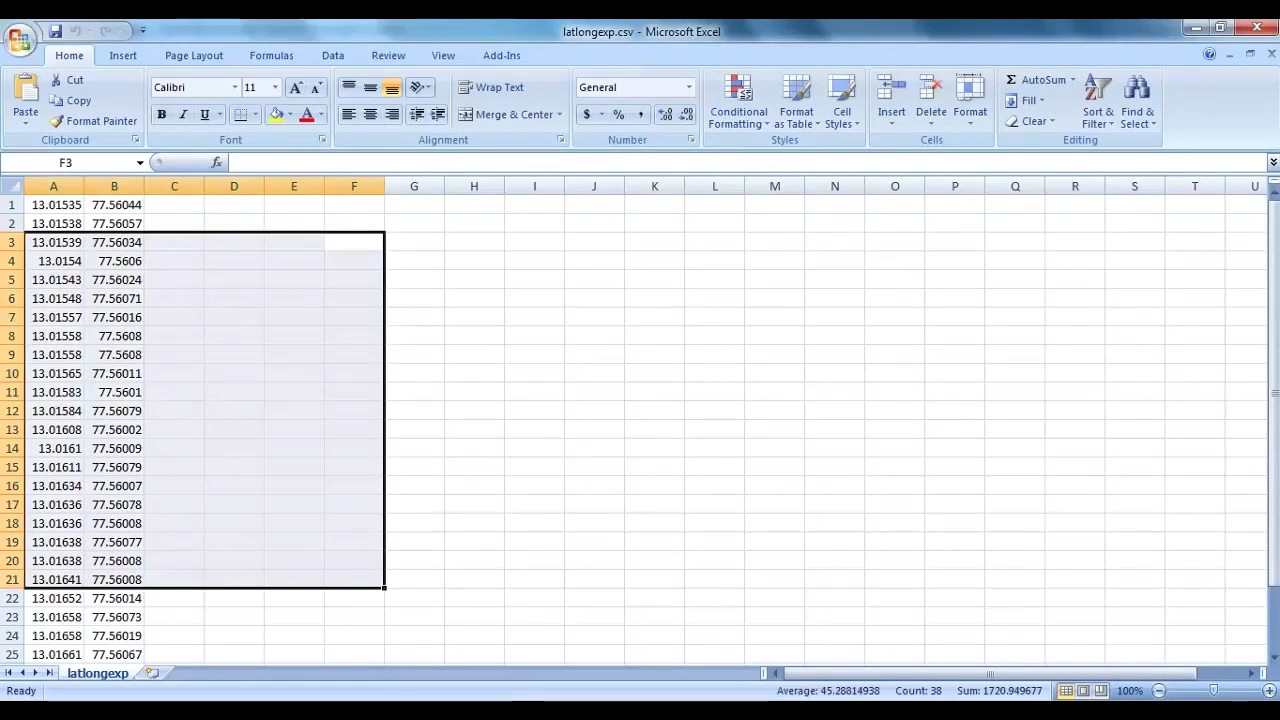 latlongexp.csv - Microsoft Excel
Home Insert Page Layout Formulas Data Review View Add-Ins
Paste
Cut
Copy
Format Painter
Clipboard
Calibri 11
B I U
Font
Wrap Text
Merge & Center
Alignment
General
$ % ,
Number
Conditional Formatting
Format as Table
Cell Styles
Styles
Insert Delete Format
Cells
Σ AutoSum
Fill
Clear
Sort & Filter
Find & Select
Editing
F3 fx
A B C D E F G H I J K L M N O P Q R S T U
1 13.01535 77.56044
2 13.01538 77.56057
3 13.01539 77.56034
4 13.0154 77.5606
5 13.01543 77.56024
6 13.01548 77.56071
7 13.01557 77.56016
8 13.01558 77.5608
9 13.01558 77.5608
10 13.01565 77.56011
11 13.01583 77.5601
12 13.01584 77.56079
13 13.01608 77.56002
14 13.0161 77.56009
15 13.01611 77.56079
16 13.01634 77.56007
17 13.01636 77.56078
18 13.01636 77.56008
19 13.01638 77.56077
20 13.01638 77.56008
21 13.01641 77.56008
22 13.01652 77.56014
23 13.01658 77.56073
24 13.01658 77.56019
25 13.01661 77.56067
latlongexp
Ready Average: 45.28814938 Count: 38 Sum: 1720.949677 100%